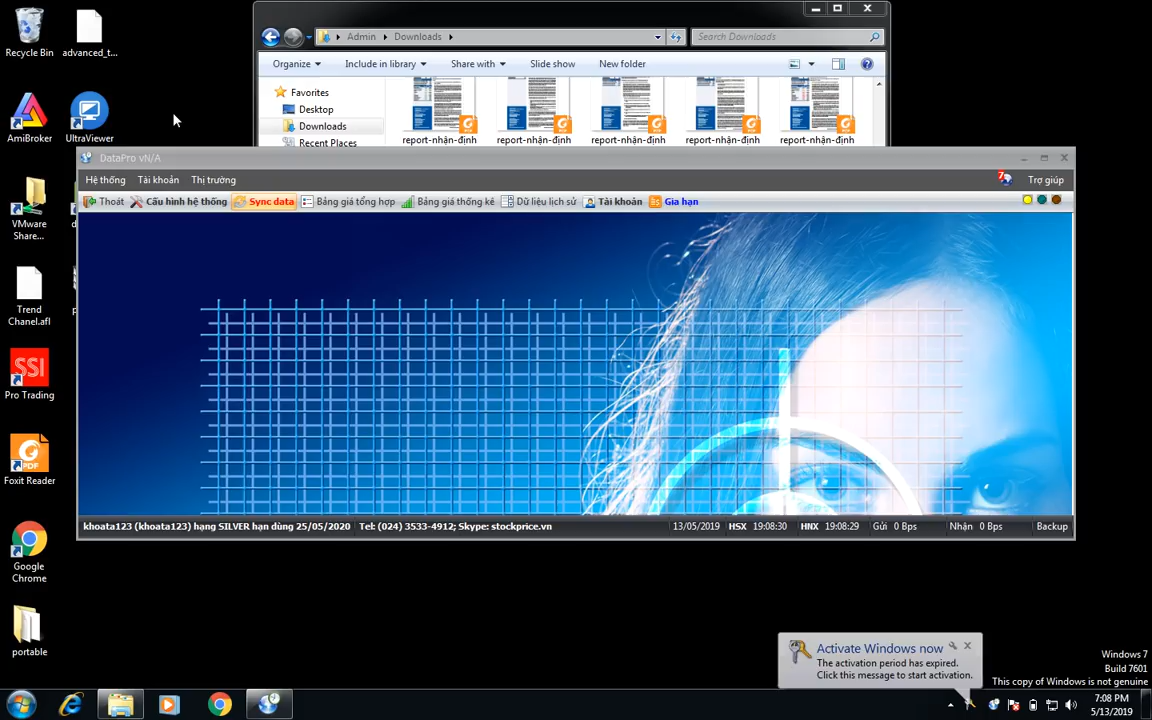 Recycle Bin
advanced_t...
AmiBroker
UltraViewer
VMware
Share...
Trend
Chanel.afl
SSI
Pro Trading
PDF
Foxit Reader
Google
Chrome
portable
Admin
Downloads
Search Downloads
Organize
Include in library
Share with
Slide show
New folder
Favorites
Desktop
Downloads
Recent Places
report-nhận-định
report-nhận-định
report-nhận-định
report-nhận-định
report-nhận-định
DataPro vN/A
Hệ thống Tài khoản Thị trường 7 Trợ giúp
Thoát Cấu hình hệ thống Sync data Bảng giá tổng hợp Bảng giá thống kê Dữ liệu lịch sử Tài khoản Gia hạn
khoata123 (khoata123) hạng SILVER hạn dùng 25/05/2020 Tel: (024) 3533-4912; Skype: stockprice.vn 13/05/2019 HSX 19:08:30 HNX 19:08:29 Gửi 0 Bps Nhận 0 Bps Backup
Activate Windows now
The activation period has expired.
Click this message to start activation.
Windows 7
Build 7601
This copy of Windows is not genuine
7:08 PM
5/13/2019